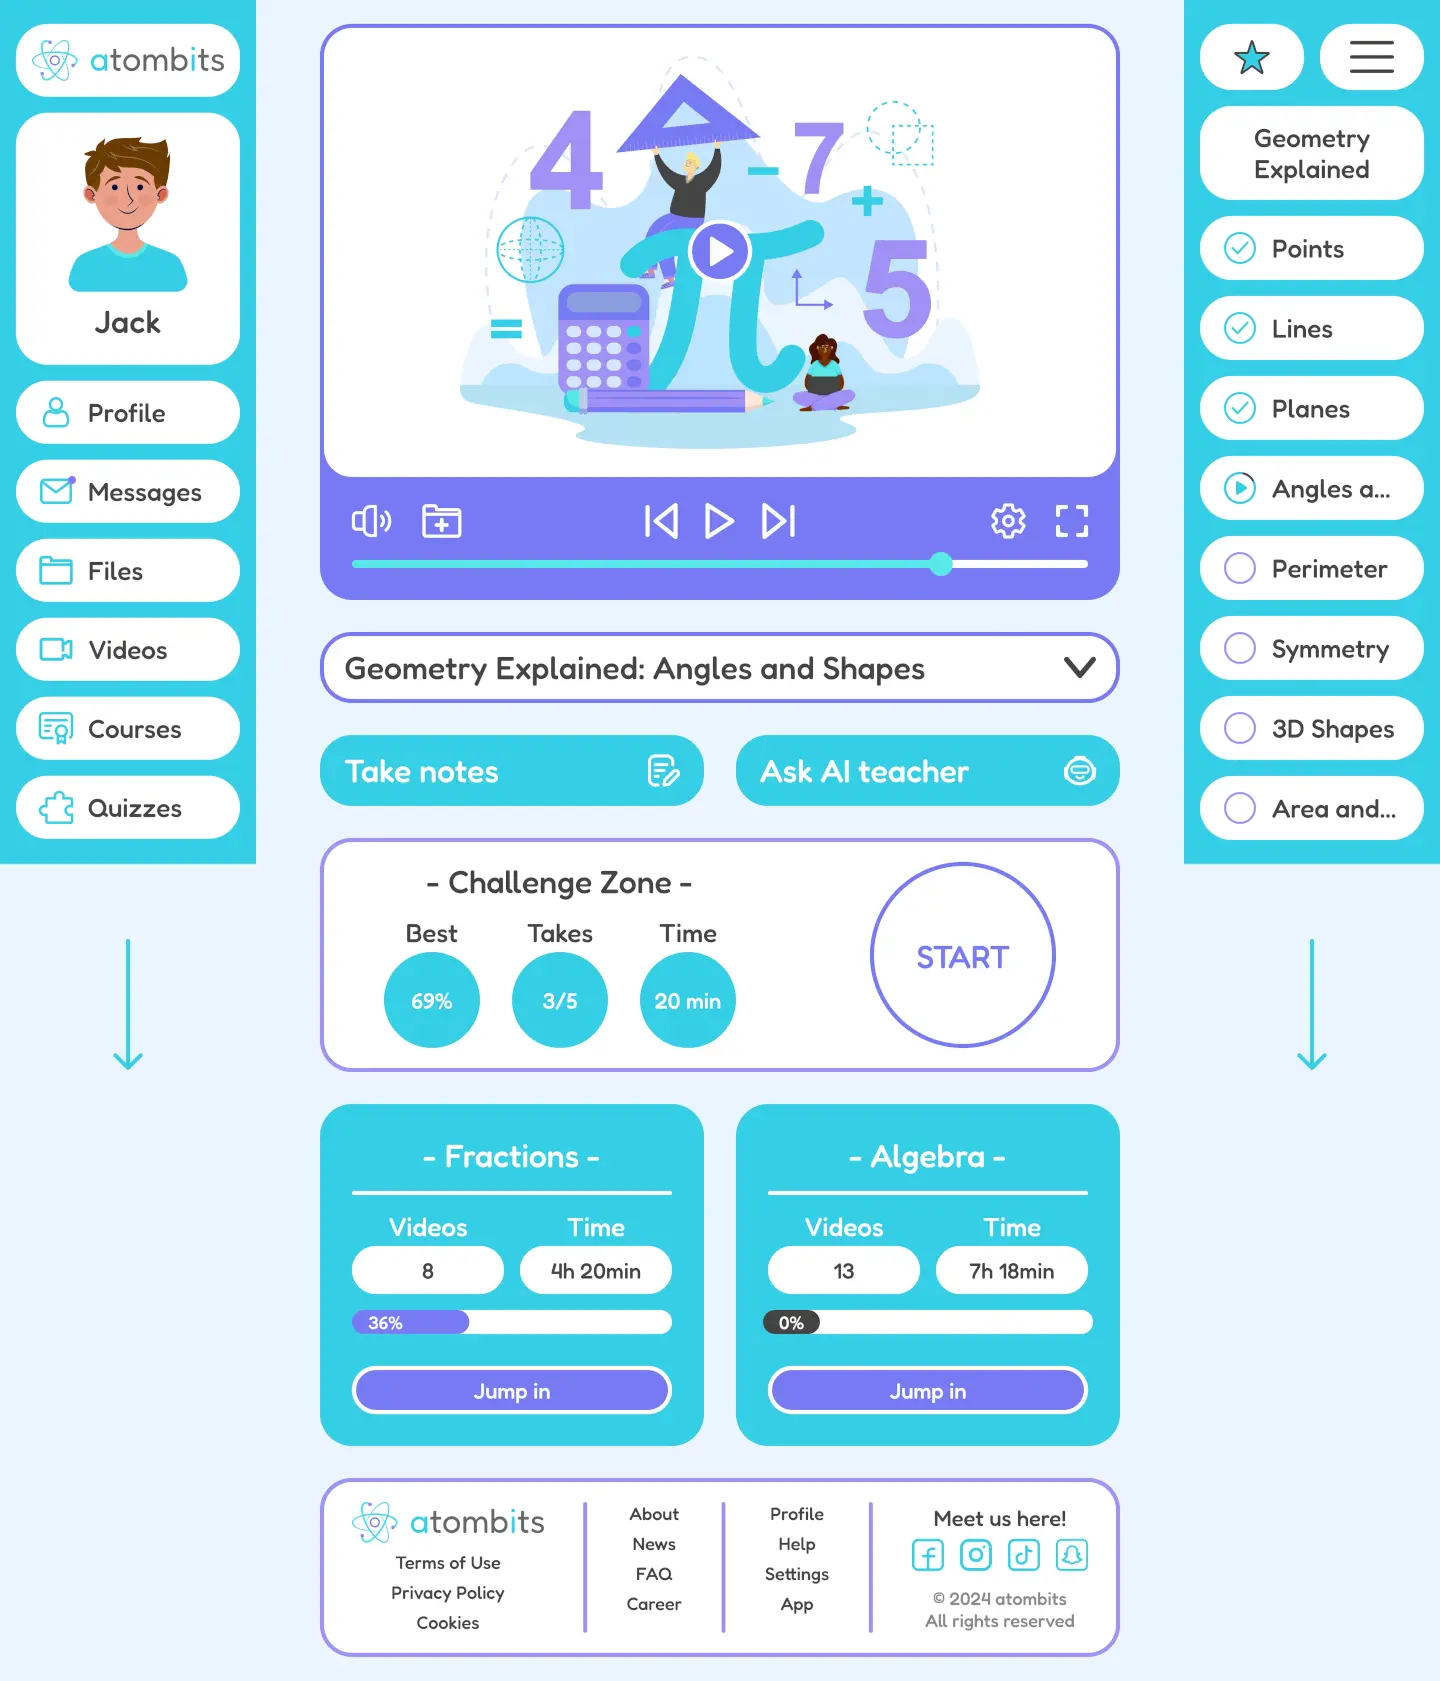 atombits
Jack
Profile
Messages
Files
Videos
Courses
Quizzes
4
7
5
Geometry Explained: Angles and Shapes
Take notes
Ask AI teacher
- Challenge Zone -
Best
Takes
Time
69%
3/5
20 min
START
- Fractions -
Videos
Time
8
4h 20min
36%
Jump in
- Algebra -
Videos
Time
13
7h 18min
0%
Jump in
atombits
Terms of Use
Privacy Policy
Cookies
About
News
FAQ
Career
Profile
Help
Settings
App
Meet us here!
© 2024 atombits
All rights reserved
Geometry
Explained
Points
Lines
Planes
Angles a...
Perimeter
Symmetry
3D Shapes
Area and...